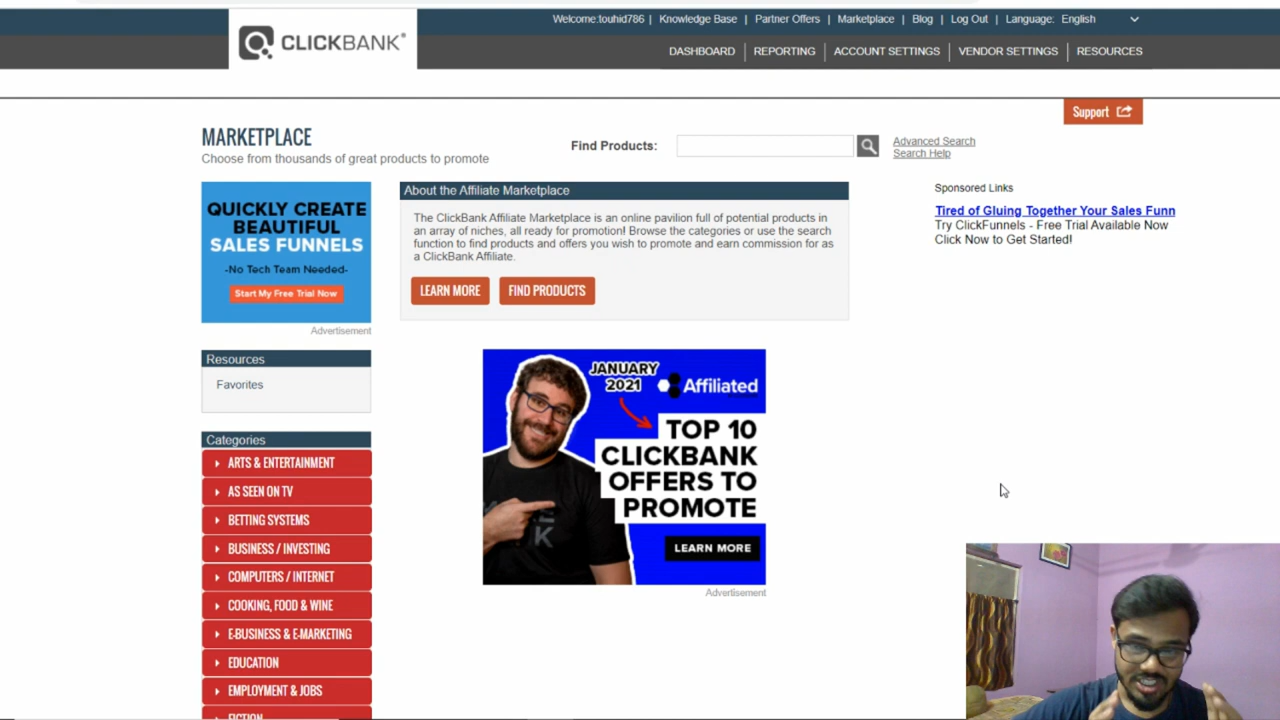 Welcome:touhid786 | Knowledge Base | Partner Offers | Marketplace | Blog | Log Out | Language: English
CLICKBANK®
DASHBOARD | REPORTING | ACCOUNT SETTINGS | VENDOR SETTINGS | RESOURCES
Support
MARKETPLACE
Choose from thousands of great products to promote
Find Products:
Advanced Search
Search Help
QUICKLY CREATE
BEAUTIFUL
SALES FUNNELS
-No Tech Team Needed-
Start My Free Trial Now
Advertisement
About the Affiliate Marketplace
The ClickBank Affiliate Marketplace is an online pavilion full of potential products in
an array of niches, all ready for promotion! Browse the categories or use the search
function to find products and offers you wish to promote and earn commission for as
a ClickBank Affiliate.
LEARN MORE
FIND PRODUCTS
Sponsored Links
Tired of Gluing Together Your Sales Funn
Try ClickFunnels - Free Trial Available Now
Click Now to Get Started!
Resources
Favorites
JANUARY
2021
Affiliated
TOP 10
CLICKBANK
OFFERS TO
PROMOTE
LEARN MORE
Advertisement
Categories
ARTS & ENTERTAINMENT
AS SEEN ON TV
BETTING SYSTEMS
BUSINESS / INVESTING
COMPUTERS / INTERNET
COOKING, FOOD & WINE
E-BUSINESS & E-MARKETING
EDUCATION
EMPLOYMENT & JOBS
FICTION